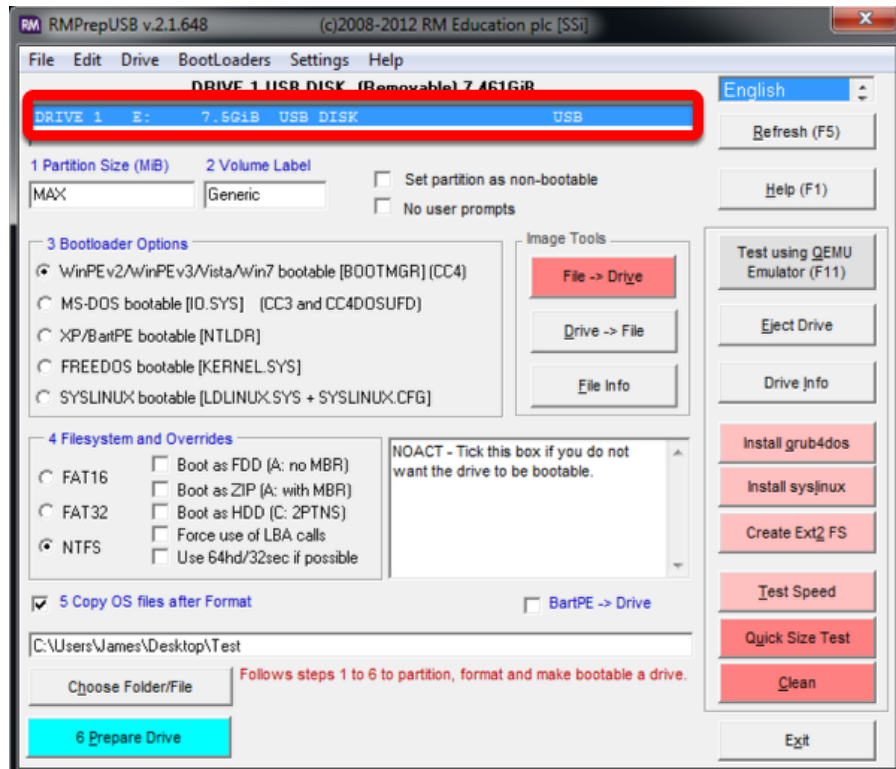 RM RMPrepUSB v.2.1.648 (c)2008-2012 RM Education plc [SSi]
File Edit Drive BootLoaders Settings Help
DRIVE 1 USB DISK (Removable) 7.461GiB
English
DRIVE 1 E: 7.5GiB USB DISK USB
Refresh (F5)
1 Partition Size (MiB) 2 Volume Label
MAX
Generic
Set partition as non-bootable
No user prompts
Help (F1)
3 Bootloader Options
WinPEv2/WinPEv3/Vista/Win7 bootable [BOOTMGR] (CC4)
MS-DOS bootable [IO.SYS] (CC3 and CC4DOSUFD)
XP/BartPE bootable [NTLDR]
FREEDOS bootable [KERNEL.SYS]
SYSLINUX bootable [LDLINUX.SYS + SYSLINUX.CFG]
Image Tools
File -> Drive
Drive -> File
File Info
Test using QEMU
Emulator (F11)
Eject Drive
Drive Info
4 Filesystem and Overrides
FAT16
FAT32
NTFS
Boot as FDD (A: no MBR)
Boot as ZIP (A: with MBR)
Boot as HDD (C: 2PTNS)
Force use of LBA calls
Use 64hd/32sec if possible
NOACT - Tick this box if you do not
want the drive to be bootable.
Install grub4dos
Install syslinux
Create Ext2 FS
5 Copy OS files after Format
BartPE -> Drive
Test Speed
Quick Size Test
Clean
C:\Users\James\Desktop\Test
Choose Folder/File
Follows steps 1 to 6 to partition, format and make bootable a drive.
6 Prepare Drive
Exit